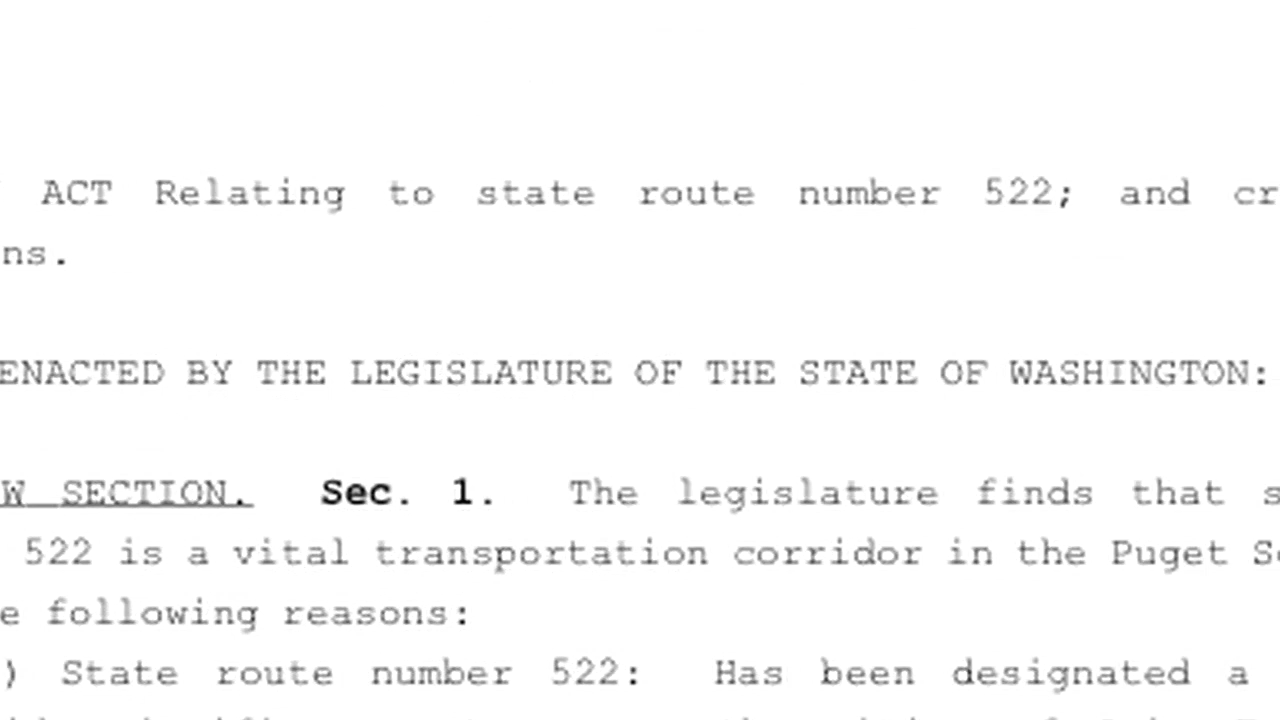 ACT Relating to state route number 522; and cr
ns.
ENACTED BY THE LEGISLATURE OF THE STATE OF WASHINGTON:
W SECTION. Sec. 1. The legislature finds that s
522 is a vital transportation corridor in the Puget So
e following reasons:
) State route number 522: Has been designated a